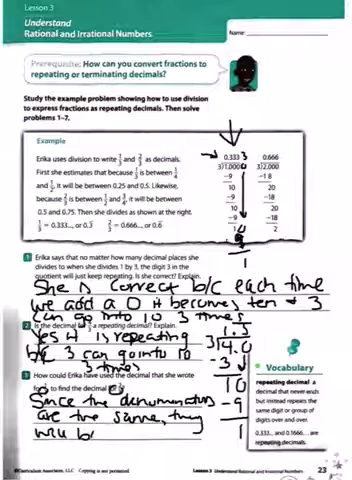 Lesson 3
Understand
Rational and Irrational Numbers
Name:
Prerequisite: How can you convert fractions to
repeating or terminating decimals?
Study the example problem showing how to use division
to express fractions as repeating decimals. Then solve
problems 1–7.
Example
Erika uses division to write 1/3 and 2/3 as decimals.
First she estimates that because 1/3 is between 1/4
and 1/2, it will be between 0.25 and 0.5. Likewise,
because 2/3 is between 1/2 and 3/4, it will be between
0.5 and 0.75. Then she divides as shown at the right.
1/3 = 0.333... or 0.3̅ 2/3 = 0.666... or 0.6̅
0.333 3
3)1.000 0
-9
10
-9
10
-9
1 0
9
1
0.666
3)2.000
-1 8
20
-18
20
-18
2
1 Erika says that no matter how many decimal places she
divides to when she divides 1 by 3, the digit 3 in the
quotient will just keep repeating. Is she correct? Explain.
She is correct b/c each time
we add a 0 it becomes ten + 3
can go into 10 3 times
2 Is the decimal for a repeating decimal? Explain.
Yes it is repeating
b/c 3 can go into 10
3 times
1.3
3)4.0
-3
10
-9
1
3 How could Erika have used the decimal that she wrote
to find the decimal
Since the denominators
are the same, they
will b
Vocabulary
repeating decimal a
decimal that never ends
but instead repeats the
same digit or group of
digits over and over.
0.333... and 0.1666... are
repeating decimals.
©Curriculum Associates, LLC Copying is not permitted.
Lesson 3 Understand Rational and Irrational Numbers 23